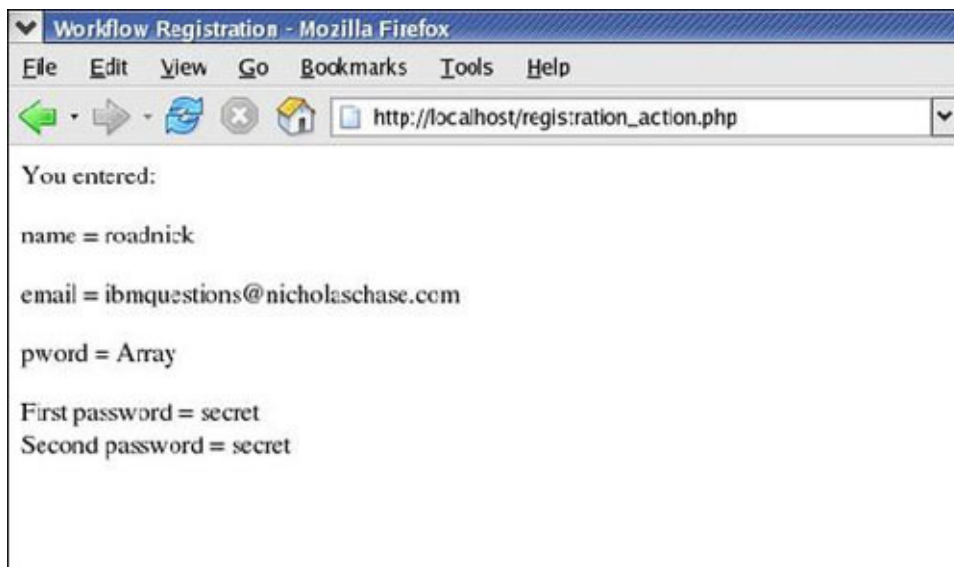 Workflow Registration - Mozilla Firefox
File Edit View Go Bookmarks Tools Help
http://localhost/registration_action.php
You entered:
name = roadnick
email = ibmquestions@nicholaschase.com
pword = Array
First password = secret
Second password = secret